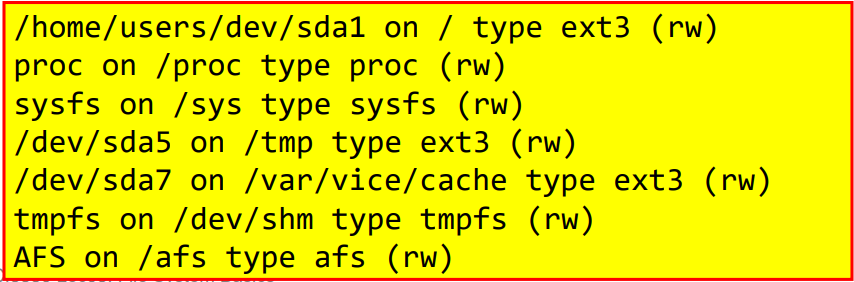 /home/users/dev/sda1 on / type ext3 (rw)
proc on /proc type proc (rw)
sysfs on /sys type sysfs (rw)
/dev/sda5 on /tmp type ext3 (rw)
/dev/sda7 on /var/vice/cache type ext3 (rw)
tmpfs on /dev/shm type tmpfs (rw)
AFS on /afs type afs (rw)